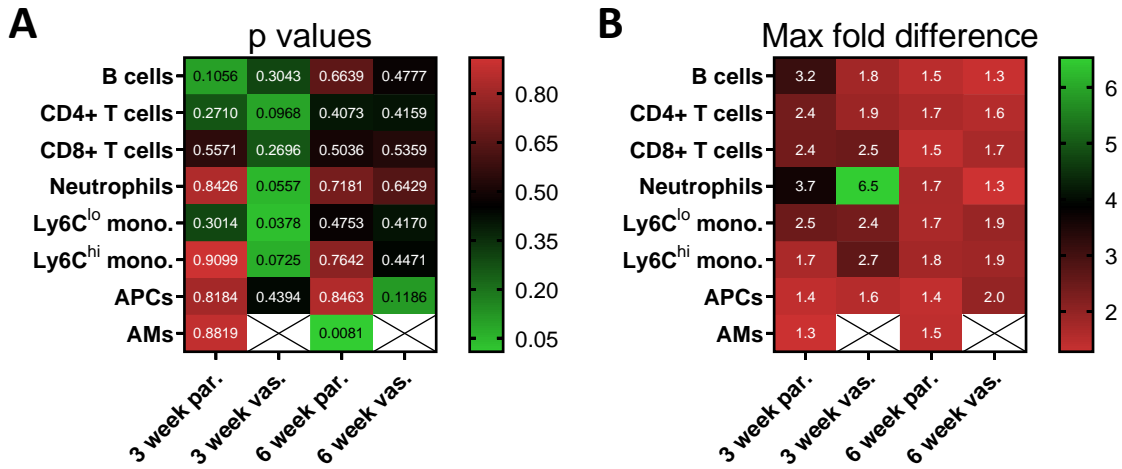 A
p values
B cells 0.1056 0.3043 0.6639 0.4777
CD4+ T cells 0.2710 0.0968 0.4073 0.4159
CD8+ T cells 0.5571 0.2696 0.5036 0.5359
Neutrophils 0.8426 0.0557 0.7181 0.6429
Ly6C^lo mono. 0.3014 0.0378 0.4753 0.4170
Ly6C^hi mono. 0.9099 0.0725 0.7642 0.4471
APCs 0.8184 0.4394 0.8463 0.1186
AMs 0.8819 0.0081
3 week par.
3 week vas.
6 week par.
6 week vas.
0.80
0.65
0.50
0.35
0.20
0.05
B
Max fold difference
B cells 3.2 1.8 1.5 1.3
CD4+ T cells 2.4 1.9 1.7 1.6
CD8+ T cells 2.4 2.5 1.5 1.7
Neutrophils 3.7 6.5 1.7 1.3
Ly6C^lo mono. 2.5 2.4 1.7 1.9
Ly6C^hi mono. 1.7 2.7 1.8 1.9
APCs 1.4 1.6 1.4 2.0
AMs 1.3 1.5
3 week par.
3 week vas.
6 week par.
6 week vas.
6
5
4
3
2